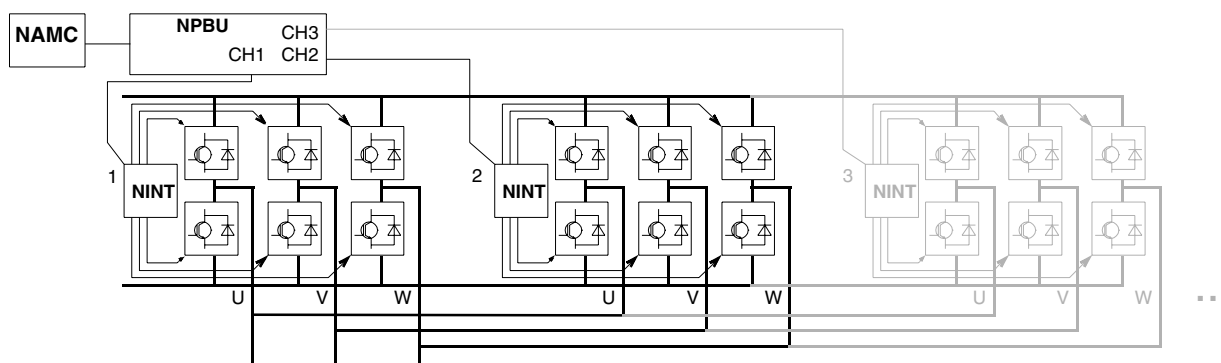 NAMC
NPBU
CH3
CH1 CH2
1 NINT
2 NINT
3 NINT
U V W
U V W
U V W
..